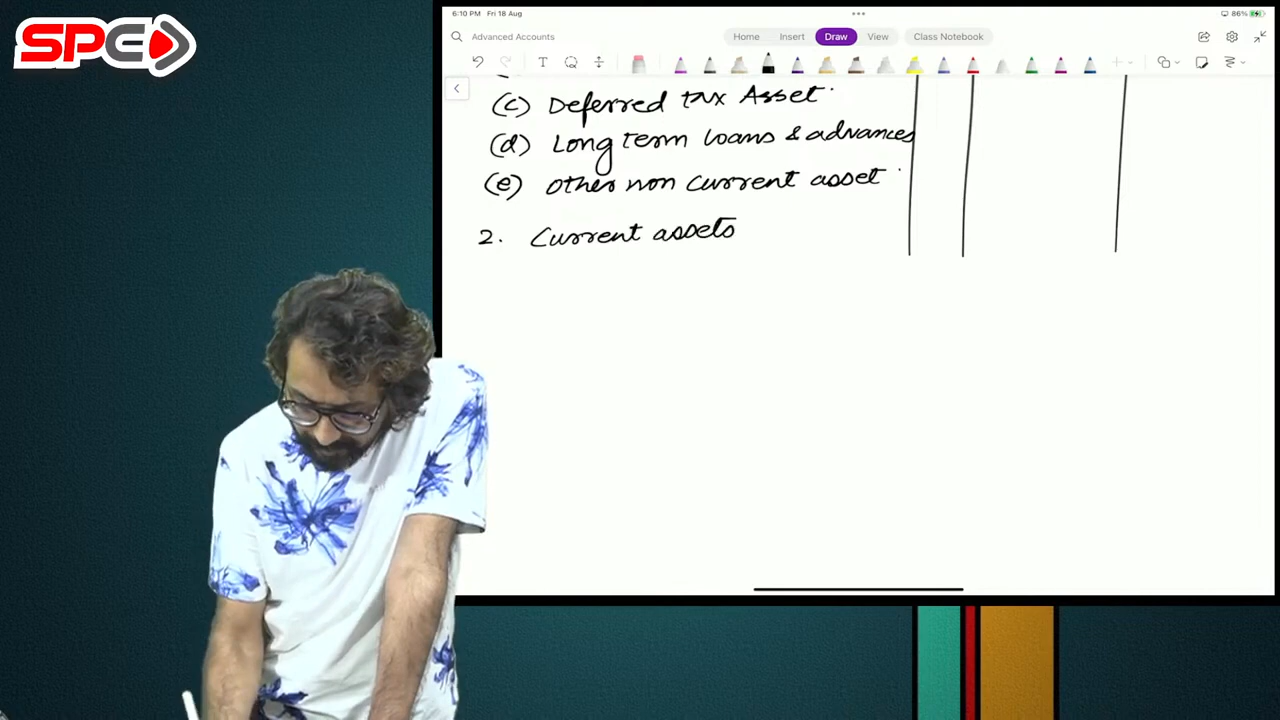 SPE
6:10 PM Fri 18 Aug
86%
Advanced Accounts
Home Insert Draw View Class Notebook
(c) Deferred tax Asset.
(d) Long term loans & advances
(e) other non current asset.
2. Current assets